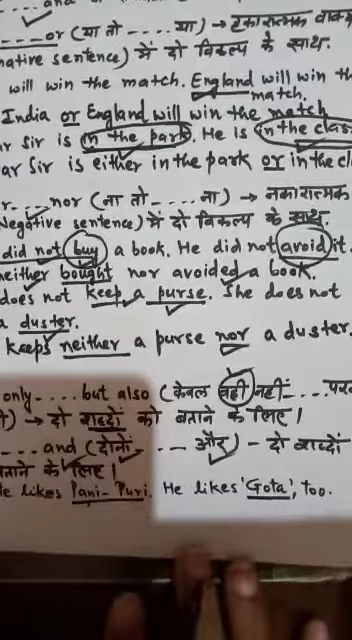 and
or (या तो ---- या) → हकारात्मक वाक्य
native sentence) में दो विकल्प के साथ.
will win the match. England will win th
match.
India or England will win the match
ar Sir is in the park. He is in the clas
ar Sir is either in the park or in the cl
r....nor (ना तो -.... ना) → नकारात्मक
Negative sentence) में दो विकल्प के साथ.
did not buy a book. He did not avoid it.
neither bought nor avoided a book.
does not keep a purse. She does not
a duster.
keeps neither a purse nor a duster.
only.....but also (केवल यही नहीं....
) → दो शब्दों को बताने के लिए।
...and (दोनों .-- और) - दो शब्दों
बताने के लिए।
He likes Pani-Puri. He likes 'Gota', too.